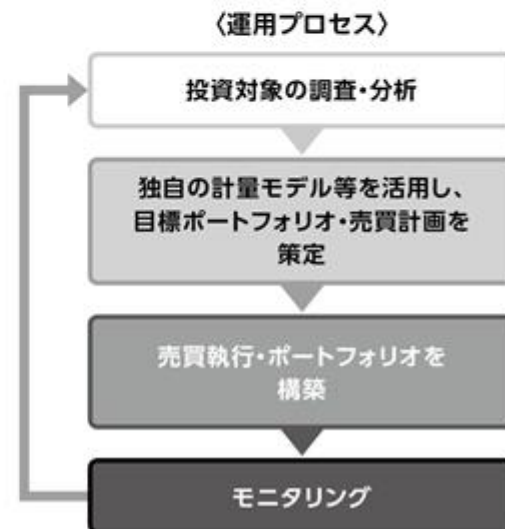 〈運用プロセス〉
投資対象の調査・分析
独自の計量モデル等を活用し、
目標ポートフォリオ・売買計画を
策定
売買執行・ポートフォリオを
構築
モニタリング